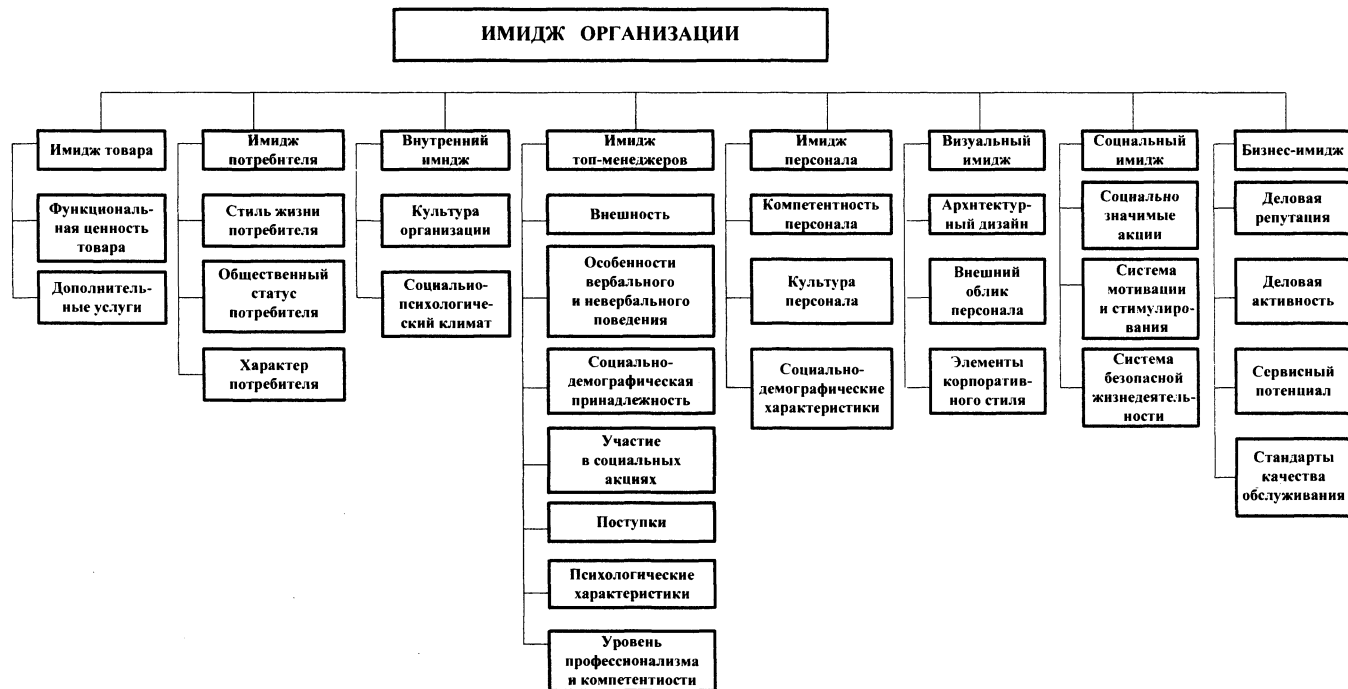 ИМИДЖ ОРГАНИЗАЦИИ
Имидж товара
Функциональ-
ная ценность
товара
Дополнитель-
ные услуги
Имидж
потребителя
Стиль жизни
потребителя
Общественный
статус
потребителя
Характер
потребителя
Внутренний
имидж
Культура
организации
Социально-
психологиче-
ский климат
Имидж
топ-менеджеров
Внешность
Особенности
вербального
и невербального
поведения
Социально-
демографическая
принадлежность
Участие
в социальных
акциях
Поступки
Психологические
характеристики
Уровень
профессионализма
и компетентности
Имидж
персонала
Компетентность
персонала
Культура
персонала
Социально-
демографические
характеристики
Визуальный
имидж
Архитектур-
ный дизайн
Внешний
облик
персонала
Элементы
корпоратив-
ного стиля
Социальный
имидж
Социально
значимые
акции
Система
мотивации
и стимулиро-
вания
Система
безопасной
жизнедеятель-
ности
Бизнес-имидж
Деловая
репутация
Деловая
активность
Сервисный
потенциал
Стандарты
качества
обслуживания